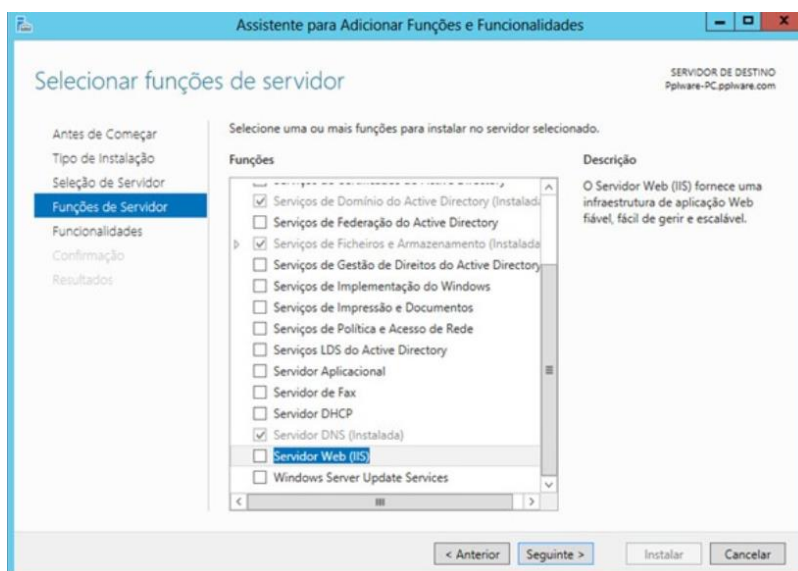 Assistente para Adicionar Funções e Funcionalidades
Selecionar funções de servidor
SERVIDOR DE DESTINO
Pplware-PC.pplware.com
Antes de Começar
Tipo de Instalação
Seleção de Servidor
Funções de Servidor
Funcionalidades
Confirmação
Resultados
Selecione uma ou mais funções para instalar no servidor selecionado.
Funções
Serviços de Domínio do Active Directory (Instalada
Serviços de Federação do Active Directory
Serviços de Ficheiros e Armazenamento (Instalada
Serviços de Gestão de Direitos do Active Directory
Serviços de Implementação do Windows
Serviços de Impressão e Documentos
Serviços de Política e Acesso de Rede
Serviços LDS do Active Directory
Servidor Aplicacional
Servidor de Fax
Servidor DHCP
Servidor DNS (Instalada)
Servidor Web (IIS)
Windows Server Update Services
Descrição
O Servidor Web (IIS) fornece uma
infraestrutura de aplicação Web
fiável, fácil de gerir e escalável.
< Anterior
Seguinte >
Instalar
Cancelar